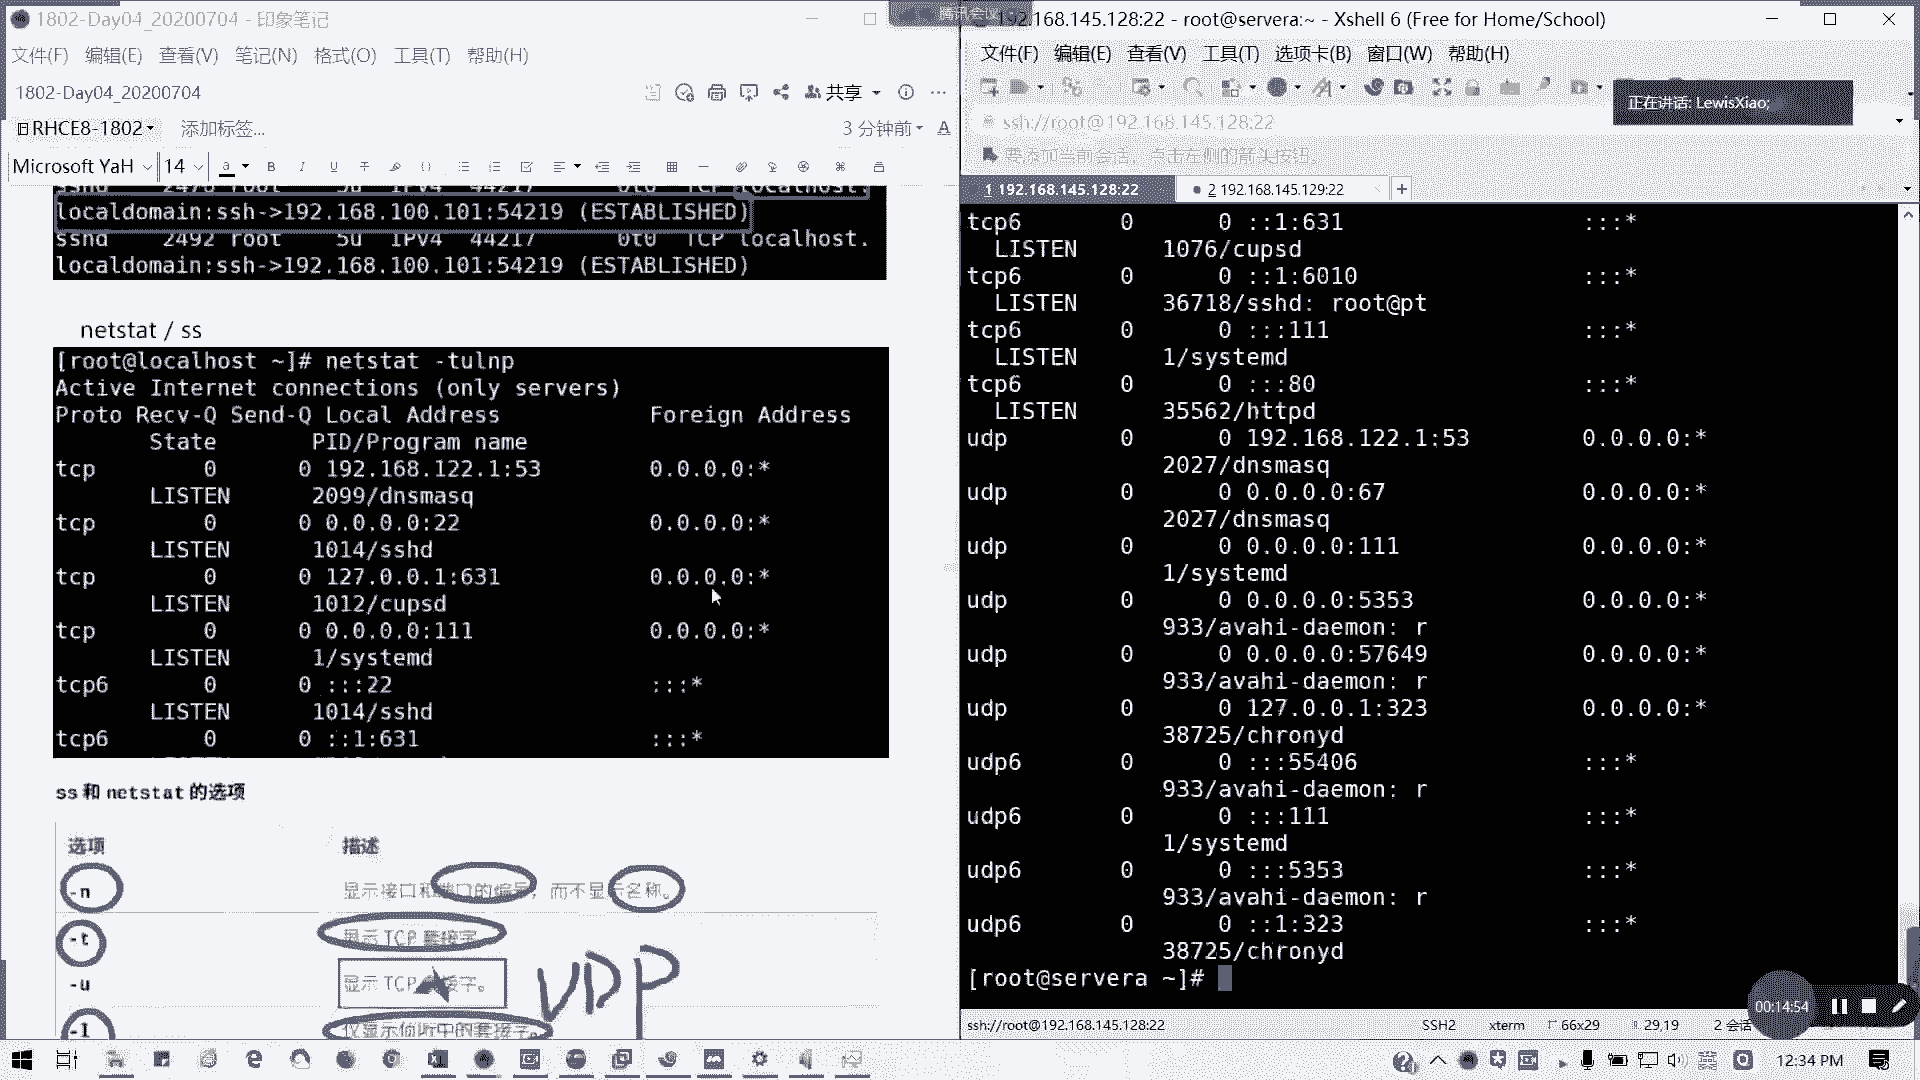 1802-Day04_20200704 - 印象笔记
文件(F) 编辑(E) 查看(V) 笔记(N) 格式(O) 工具(T) 帮助(H)
1802-Day04_20200704
共享
RHCE8-1802
添加标签...
3 分钟前
Microsoft YaH
14
localdomain:ssh->192.168.100.101:54219 (ESTABLISHED)
sshd 2492 root 5u IPv4 44217 0t0 TCP localhost.
localdomain:ssh->192.168.100.101:54219 (ESTABLISHED)
netstat / ss
[root@localhost ~]# netstat -tulnp
Active Internet connections (only servers)
Proto Recv-Q Send-Q Local Address Foreign Address
State PID/Program name
tcp 0 0 192.168.122.1:53 0.0.0.0:*
LISTEN 2099/dnsmasq
tcp 0 0 0.0.0.0:22 0.0.0.0:*
LISTEN 1014/sshd
tcp 0 0 127.0.0.1:631 0.0.0.0:*
LISTEN 1012/cupsd
tcp 0 0 0.0.0.0:111 0.0.0.0:*
LISTEN 1/systemd
tcp6 0 0 :::22 :::*
LISTEN 1014/sshd
tcp6 0 0 ::1:631 :::*
ss 和 netstat 的选项
选项 描述
-n 显示接口和端口的编号，而不显示名称。
-t 显示 TCP 套接字
-u 显示 TCP 套接字。
UDP
-l 仅显示侦听中的套接字。
腾讯会议
192.168.145.128:22 - root@servera:~ - Xshell 6 (Free for Home/School)
文件(F) 编辑(E) 查看(V) 工具(T) 选项卡(B) 窗口(W) 帮助(H)
正在讲话: LewisXiao;
ssh://root@192.168.145.128:22
要添加当前会话，点击左侧的箭头按钮。
1 192.168.145.128:22
2 192.168.145.129:22
tcp6 0 0 ::1:631 :::*
LISTEN 1076/cupsd
tcp6 0 0 ::1:6010 :::*
LISTEN 36718/sshd: root@pt
tcp6 0 0 :::111 :::*
LISTEN 1/systemd
tcp6 0 0 :::80 :::*
LISTEN 35562/httpd
udp 0 0 192.168.122.1:53 0.0.0.0:*
2027/dnsmasq
udp 0 0 0.0.0.0:67 0.0.0.0:*
2027/dnsmasq
udp 0 0 0.0.0.0:111 0.0.0.0:*
1/systemd
udp 0 0 0.0.0.0:5353 0.0.0.0:*
933/avahi-daemon: r
udp 0 0 0.0.0.0:57649 0.0.0.0:*
933/avahi-daemon: r
udp 0 0 127.0.0.1:323 0.0.0.0:*
38725/chronyd
udp6 0 0 :::55406 :::*
933/avahi-daemon: r
udp6 0 0 :::111 :::*
1/systemd
udp6 0 0 :::5353 :::*
933/avahi-daemon: r
udp6 0 0 ::1:323 :::*
38725/chronyd
[root@servera ~]#
00:14:54
ssh://root@192.168.145.128:22 SSH2 xterm 66x29 29,19 2 会话
12:34 PM